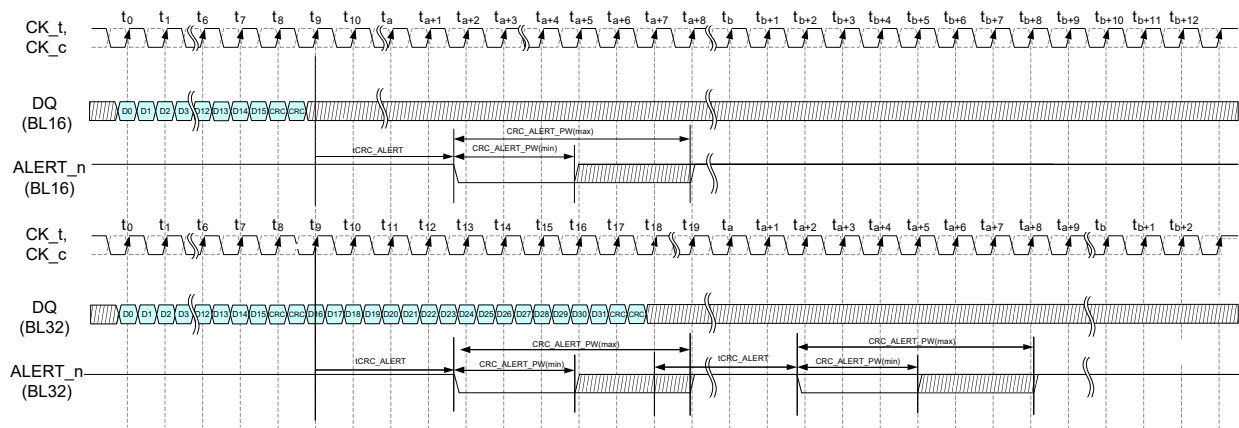 t0 t1 t6 t7 t8 t9 t10 ta ta+1 ta+2 ta+3 ta+4 ta+5 ta+6 ta+7 ta+8 tb tb+1 tb+2 tb+3 tb+4 tb+5 tb+6 tb+7 tb+8 tb+9 tb+10 tb+11 tb+12
CK_t,
CK_c
DQ
(BL16)
D0 D1 D2 D3 D12 D13 D14 D15 CRC CRC
CRC_ALERT_PW(max)
tCRC_ALERT CRC_ALERT_PW(min)
ALERT_n
(BL16)
t0 t1 t6 t7 t8 t9 t10 t11 t12 t13 t14 t15 t16 t17 t18 t19 ta ta+1 ta+2 ta+3 ta+4 ta+5 ta+6 ta+7 ta+8 ta+9 tb tb+1 tb+2
CK_t,
CK_c
DQ
(BL32)
D0 D1 D2 D3 D12 D13 D14 D15 CRC CRC D16 D17 D18 D19 D20 D21 D22 D23 D24 D25 D26 D27 D28 D29 D30 D31 CRC CRC
CRC_ALERT_PW(max) CRC_ALERT_PW(max)
tCRC_ALERT CRC_ALERT_PW(min) tCRC_ALERT CRC_ALERT_PW(min)
ALERT_n
(BL32)